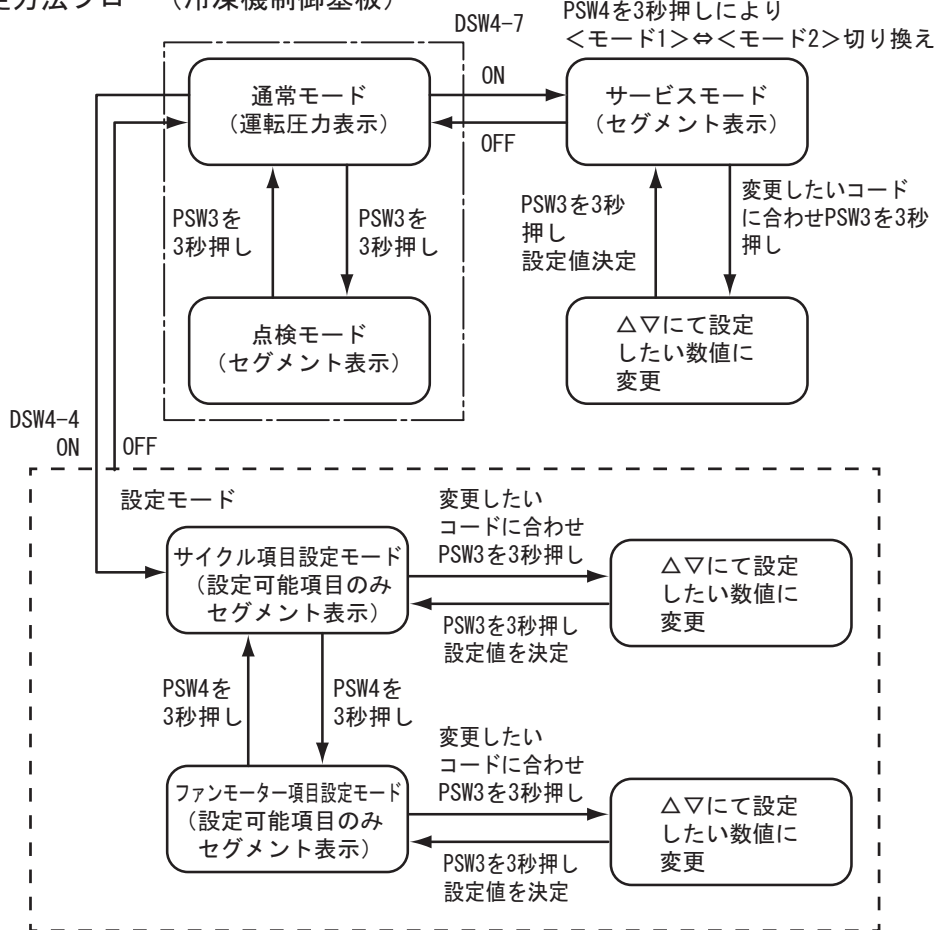 方法フロー （冷凍機制御基板）
DSW4-7
PSW4を3秒押しにより
＜モード1＞⇔＜モード2＞切り換え
通常モード
（運転圧力表示）
ON
OFF
サービスモード
（セグメント表示）
PSW3を
3秒押し
PSW3を
3秒押し
PSW3を3秒
押し
設定値決定
変更したいコード
に合わせPSW3を3秒
押し
点検モード
（セグメント表示）
△▽にて設定
したい数値に
変更
DSW4-4
ON
OFF
設定モード
サイクル項目設定モード
（設定可能項目のみ
セグメント表示）
変更したい
コードに合わせ
PSW3を3秒押し
PSW3を3秒押し
設定値を決定
△▽にて設定
したい数値に
変更
PSW4を
3秒押し
PSW4を
3秒押し
ファンモーター項目設定モード
（設定可能項目のみ
セグメント表示）
変更したい
コードに合わせ
PSW3を3秒押し
PSW3を3秒押し
設定値を決定
△▽にて設定
したい数値に
変更